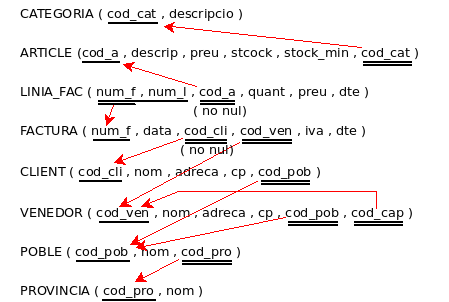 CATEGORIA ( cod_cat , descripcio )
ARTICLE (cod_a , descrip , preu , stcock , stock_min , cod_cat )
LINIA_FAC ( num_f , num_l , cod_a , quant , preu , dte )
( no nul)
FACTURA ( num_f , data , cod_cli , cod_ven , iva , dte )
( no nul)
CLIENT ( cod_cli , nom , adreca , cp , cod_pob )
VENEDOR ( cod_ven , nom , adreca , cp , cod_pob , cod_cap )
POBLE ( cod_pob , nom , cod_pro )
PROVINCIA ( cod_pro , nom )